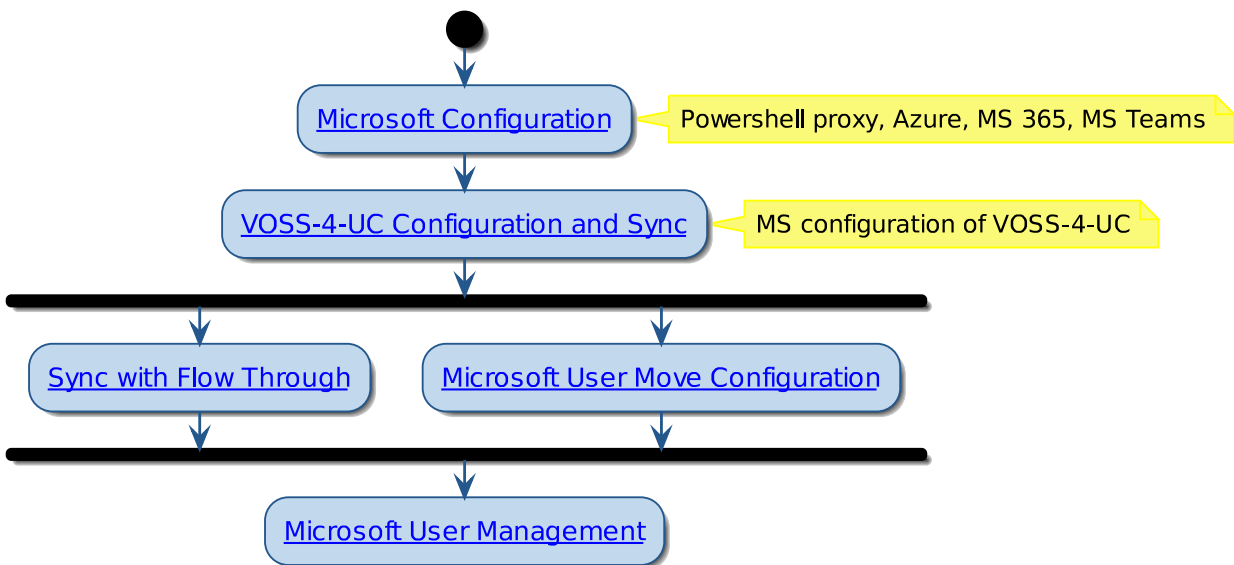 Microsoft Configuration
Powershell proxy, Azure, MS 365, MS Teams
VOSS-4-UC Configuration and Sync
MS configuration of VOSS-4-UC
Sync with Flow Through
Microsoft User Move Configuration
Microsoft User Management